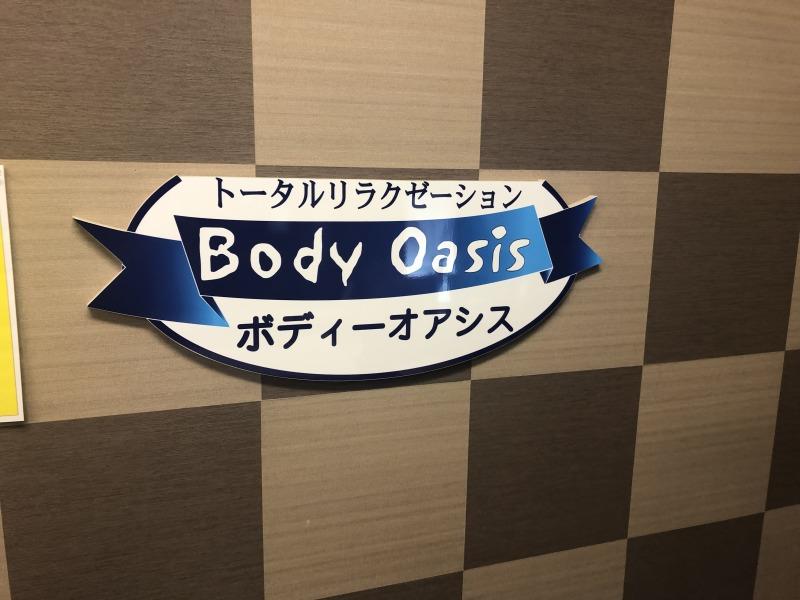 トータルリラクゼーション
Body Oasis
ボディーオアシス